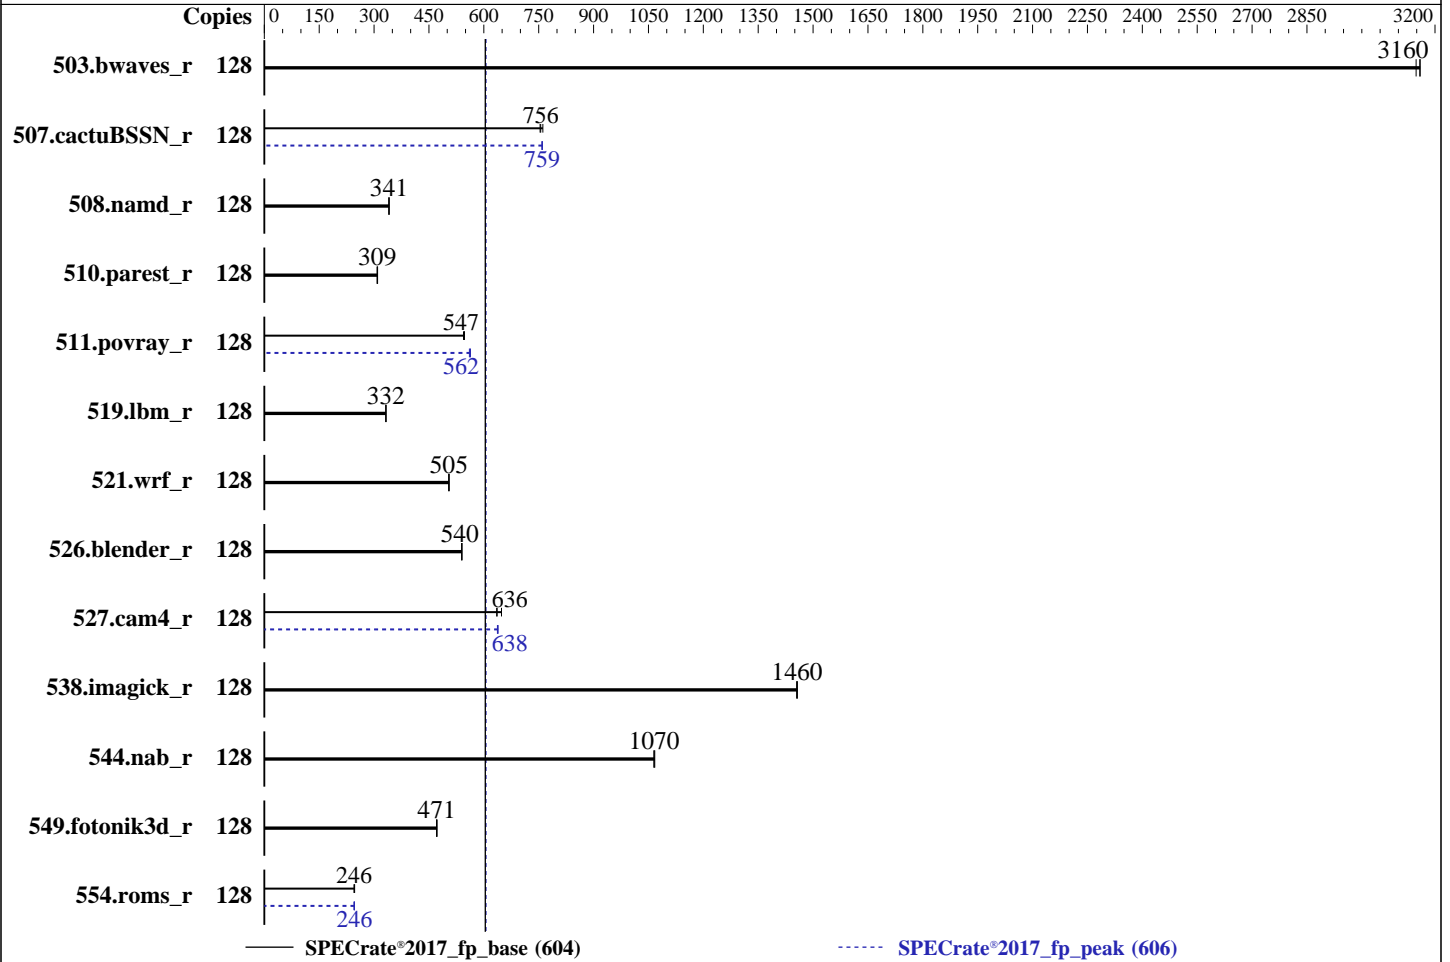 Copies 0 150 300 450 600 750 900 1050 1200 1350 1500 1650 1800 1950 2100 2250 2400 2550 2700 2850 3200
503.bwaves_r 128 3160
507.cactuBSSN_r 128 756
759
508.namd_r 128 341
510.parest_r 128 309
511.povray_r 128 547
562
519.lbm_r 128 332
521.wrf_r 128 505
526.blender_r 128 540
527.cam4_r 128 636
638
538.imagick_r 128 1460
544.nab_r 128 1070
549.fotonik3d_r 128 471
554.roms_r 128 246
246
SPECrate®2017_fp_base (604) SPECrate®2017_fp_peak (606)